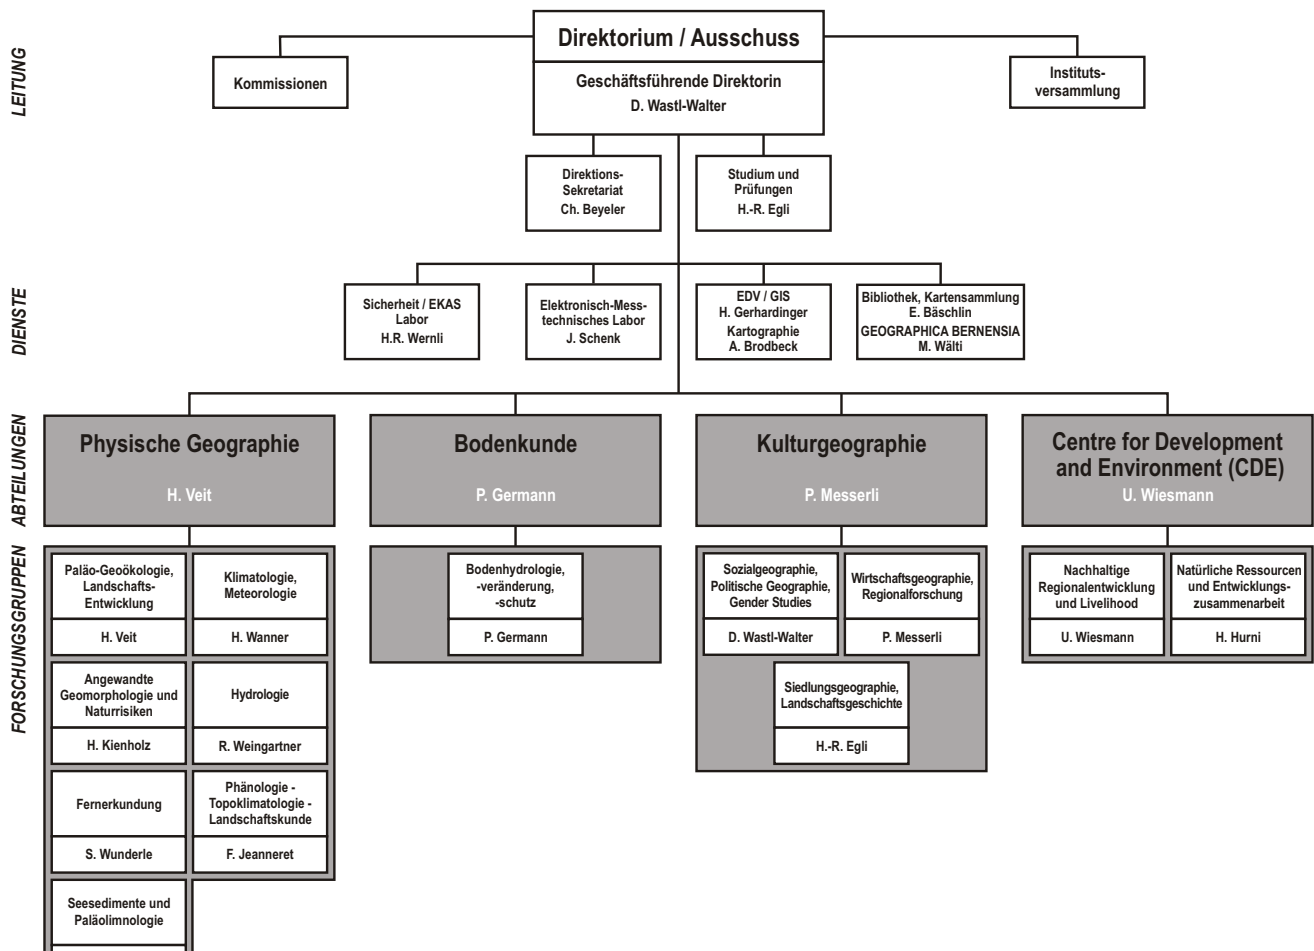 LEITUNG
Direktorium / Ausschuss
Geschäftsführende Direktorin
D. Wastl-Walter
Kommissionen
Instituts-
versammlung
Direktions-
Sekretariat
Ch. Beyeler
Studium und
Prüfungen
H.-R. Egli
DIENSTE
Sicherheit / EKAS
Labor
H.R. Wernli
Elektronisch-Mess-
technisches Labor
J. Schenk
EDV / GIS
H. Gerhardinger
Kartographie
A. Brodbeck
Bibliothek, Kartensammlung
E. Bäschlin
GEOGRAPHICA BERNENSIA
M. Wälti
ABTEILUNGEN
Physische Geographie
H. Veit
Bodenkunde
P. Germann
Kulturgeographie
P. Messerli
Centre for Development
and Environment (CDE)
U. Wiesmann
FORSCHUNGSGRUPPEN
Paläo-Geoökologie,
Landschafts-
Entwicklung
H. Veit
Klimatologie,
Meteorologie
H. Wanner
Angewandte
Geomorphologie und
Naturrisiken
H. Kienholz
Hydrologie
R. Weingartner
Fernerkundung
S. Wunderle
Phänologie -
Topoklimatologie -
Landschaftskunde
F. Jeanneret
Seesedimente und
Paläolimnologie
Bodenhydrologie,
-veränderung,
-schutz
P. Germann
Sozialgeographie,
Politische Geographie,
Gender Studies
D. Wastl-Walter
Wirtschaftsgeographie,
Regionalforschung
P. Messerli
Siedlungsgeographie,
Landschaftsgeschichte
H.-R. Egli
Nachhaltige
Regionalentwicklung
und Livelihood
U. Wiesmann
Natürliche Ressourcen
und Entwicklungs-
zusammenarbeit
H. Hurni